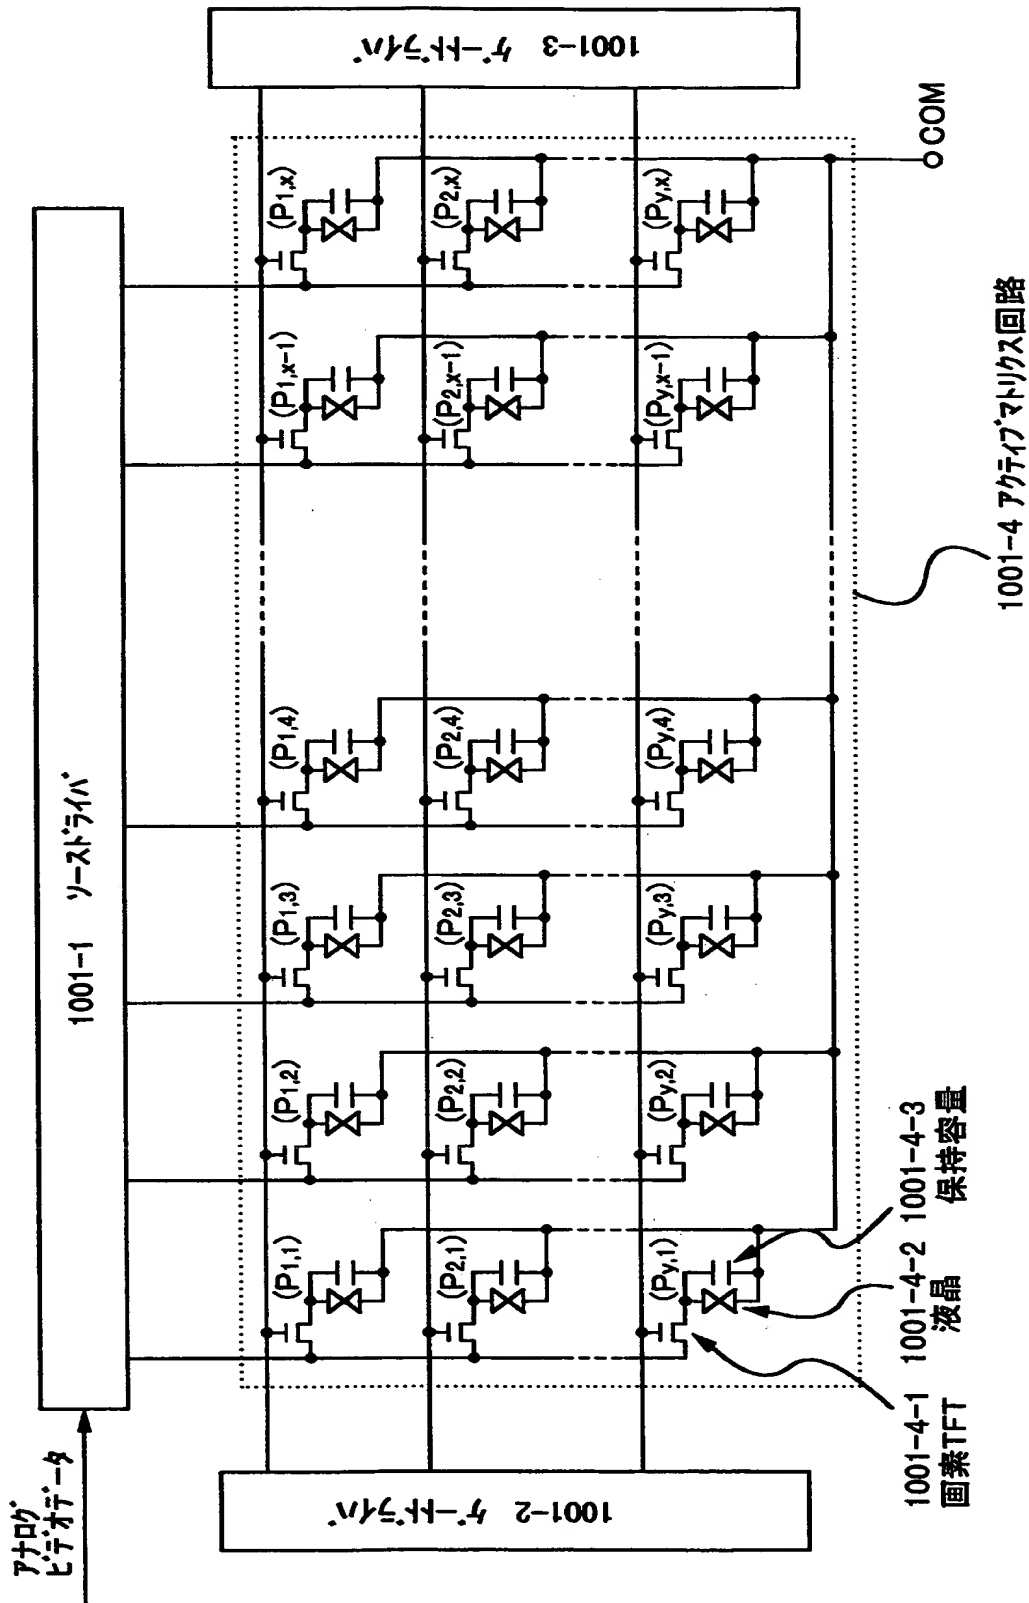 アナログ
ビデオデータ
1001-1 ソースドライバ
1001-2 ゲートドライバ
1001-3 ゲートドライバ
(P1,1)
(P1,2)
(P1,3)
(P1,4)
(P1,x-1)
(P1,x)
(P2,1)
(P2,2)
(P2,3)
(P2,4)
(P2,x-1)
(P2,x)
(Py,1)
(Py,2)
(Py,3)
(Py,4)
(Py,x-1)
(Py,x)
COM
1001-4-1
画素TFT
1001-4-2
液晶
1001-4-3
保持容量
1001-4 アクティブマトリクス回路